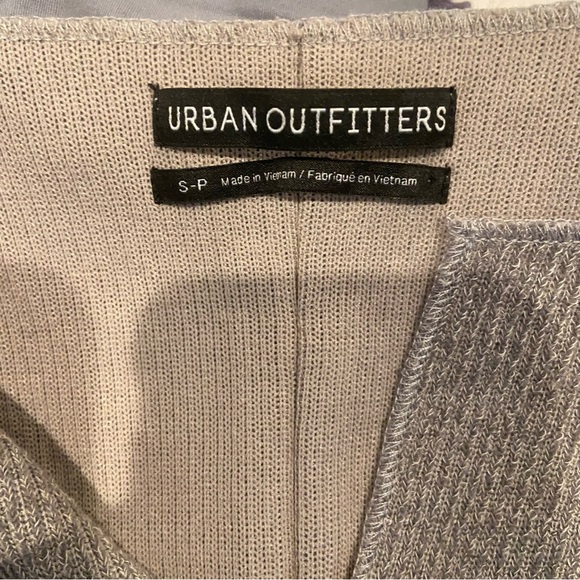 URBAN OUTFITTERS
S-P Made in Vietnam / Fabriqué en Vietnam